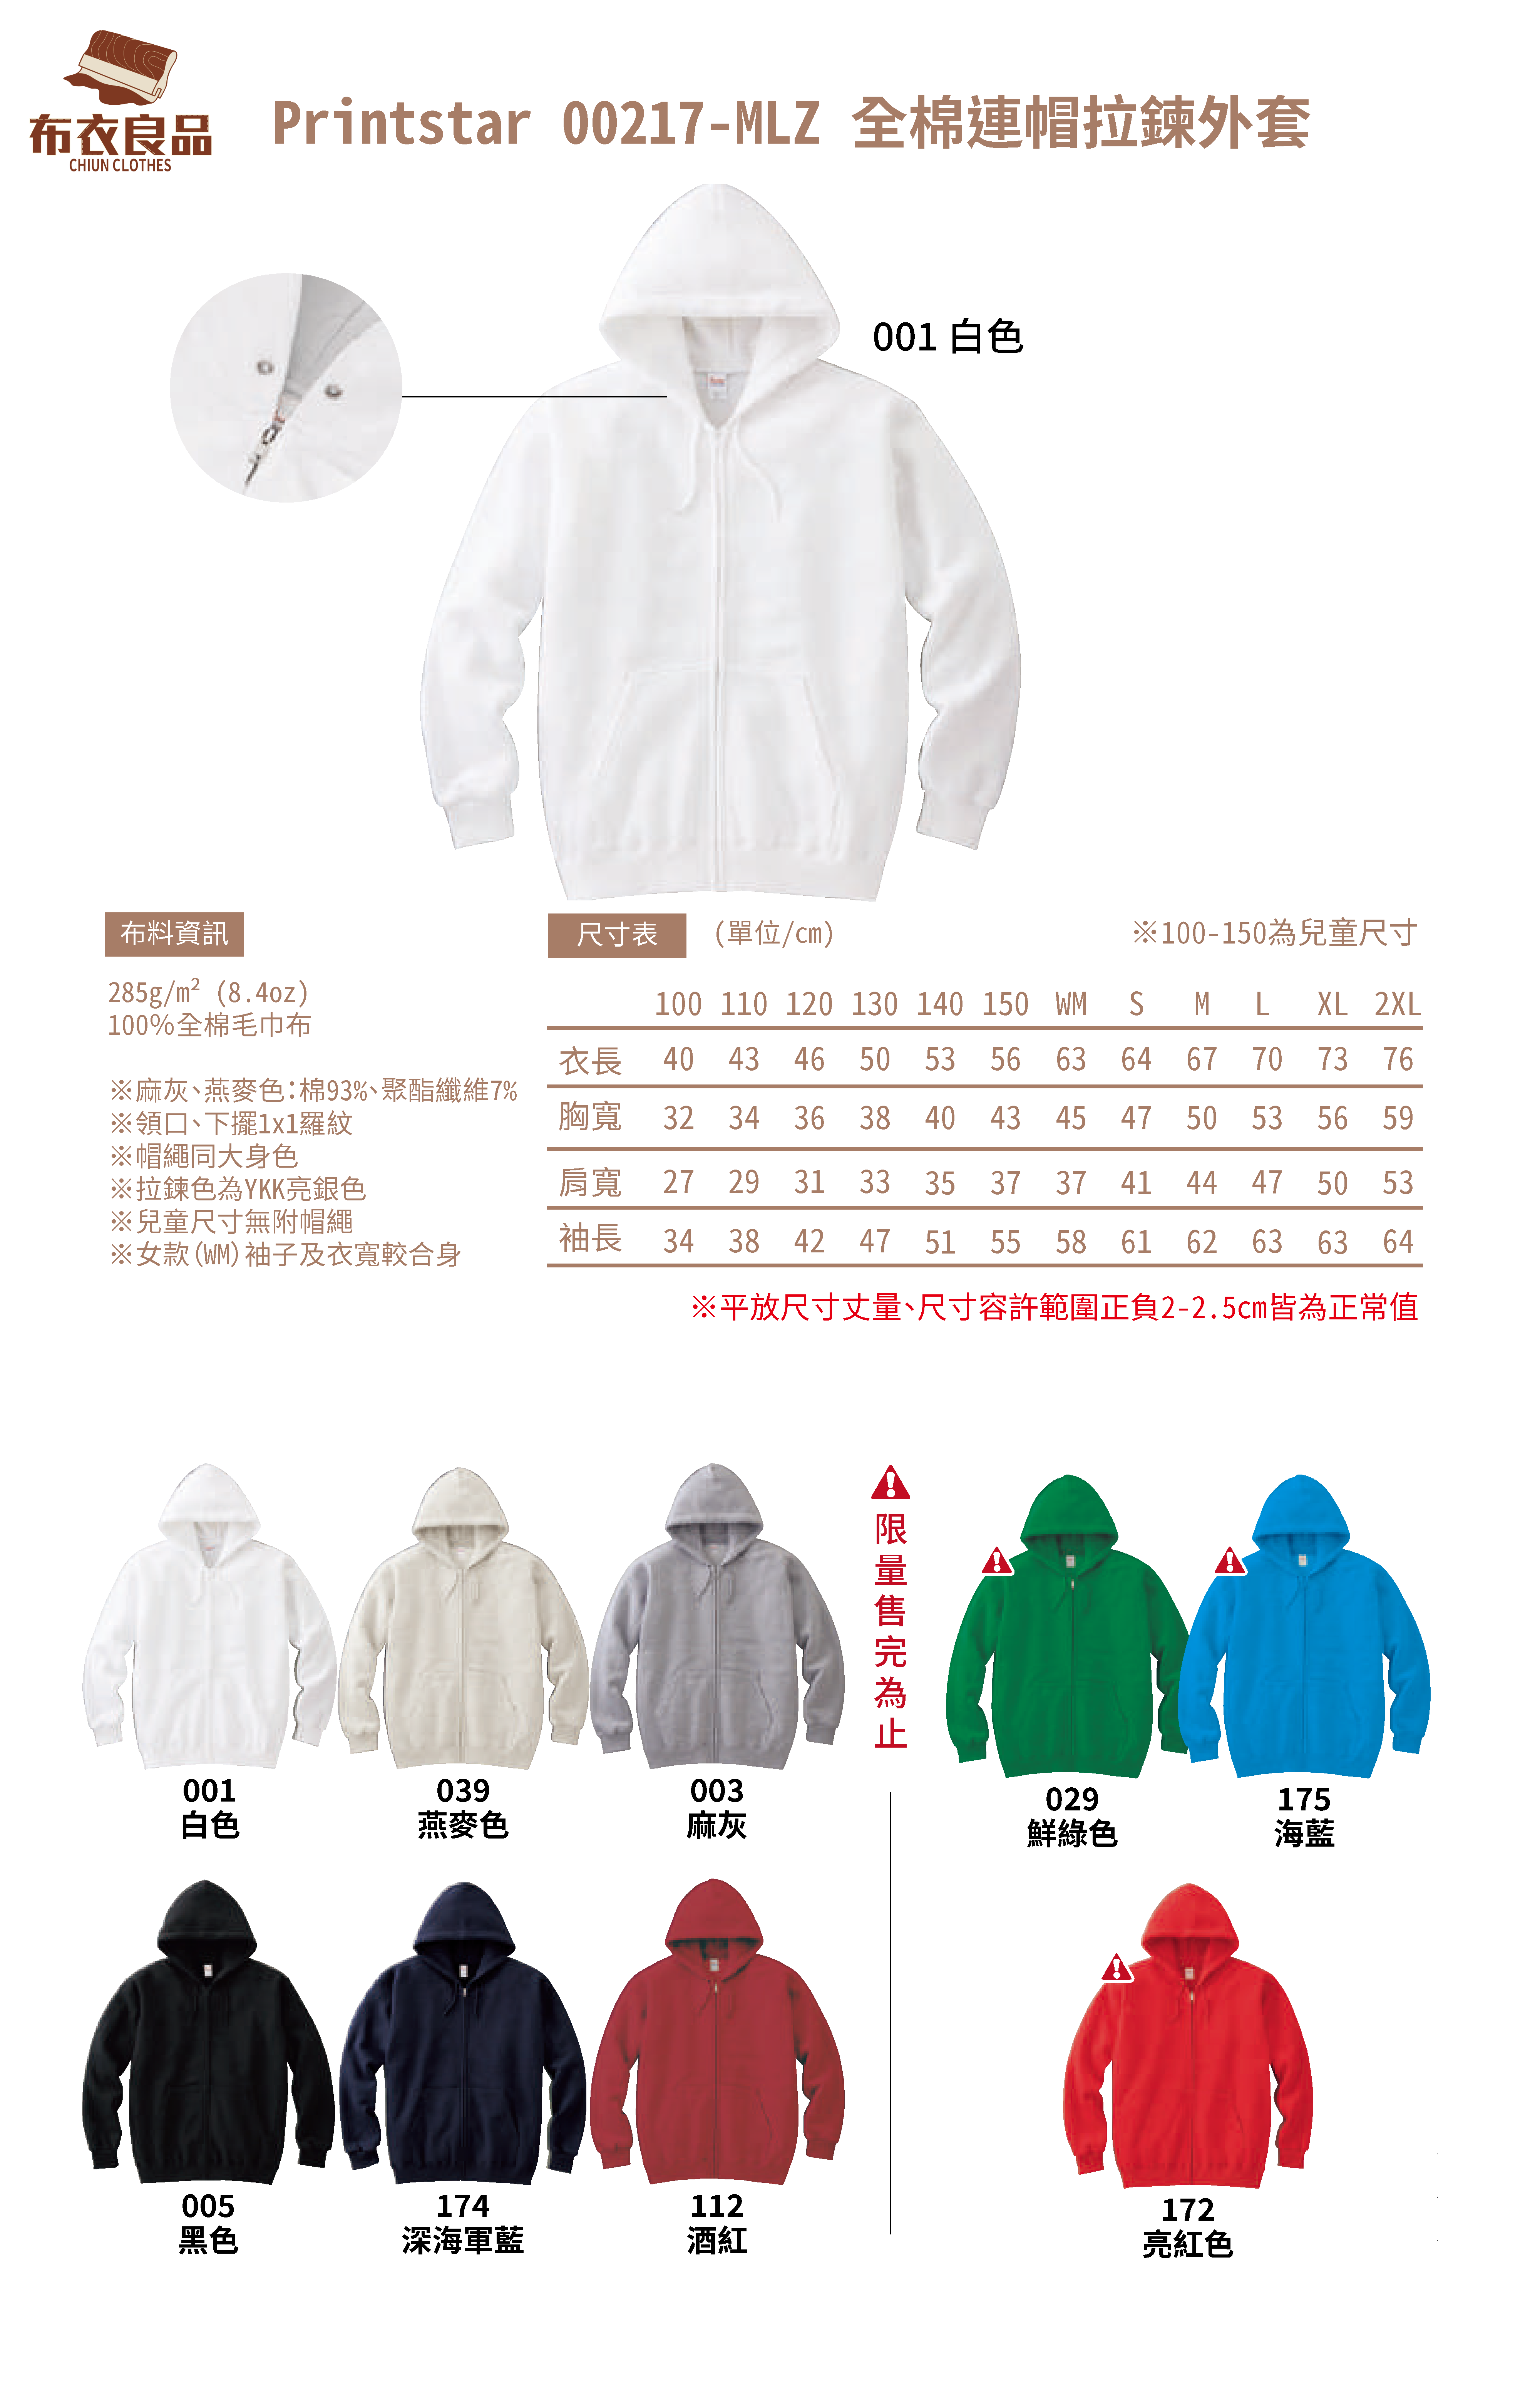 布衣良品
CHIUN CLOTHES
Printstar 00217-MLZ 全棉連帽拉鍊外套
001 白色
布料資訊
285g/m² (8.4oz)
100%全棉毛巾布
※麻灰、燕麥色:棉93%、聚酯纖維7%
※領口、下擺1x1羅紋
※帽繩同大身色
※拉鍊色為YKK亮銀色
※兒童尺寸無附帽繩
※女款(WM)袖子及衣寬較合身
尺寸表 (單位/cm) ※100-150為兒童尺寸
100 110 120 130 140 150 WM S M L XL 2XL
衣長 40 43 46 50 53 56 63 64 67 70 73 76
胸寬 32 34 36 38 40 43 45 47 50 53 56 59
肩寬 27 29 31 33 35 37 37 41 44 47 50 53
袖長 34 38 42 47 51 55 58 61 62 63 63 64
※平放尺寸丈量、尺寸容許範圍正負2-2.5cm皆為正常值
001
白色
039
燕麥色
003
麻灰
005
黑色
174
深海軍藍
112
酒紅
限量售完為止
029
鮮綠色
175
海藍
172
亮紅色